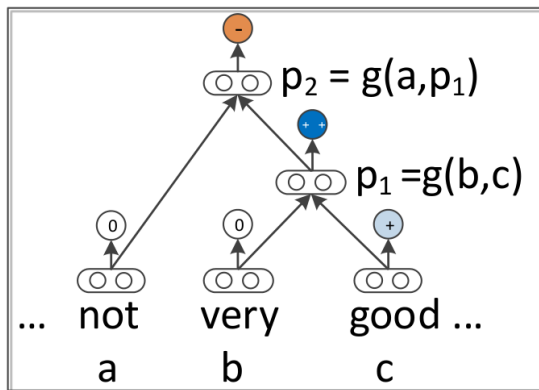 -
p₂ = g(a,p₁)
+ +
p₁ =g(b,c)
0 0 +
... not very good ...
a b c